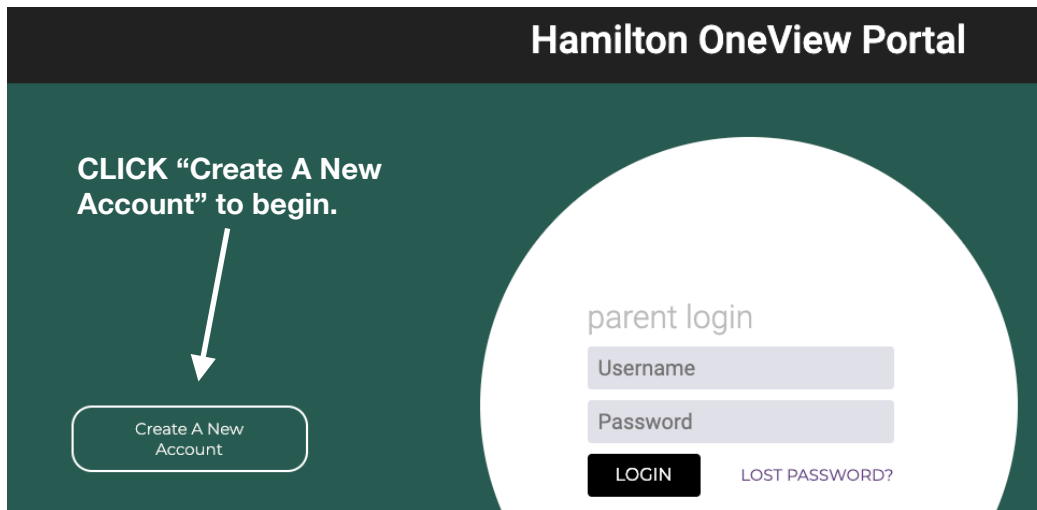 Hamilton OneView Portal
CLICK “Create A New
Account” to begin.
Create A New
Account
parent login
Username
Password
LOGIN
LOST PASSWORD?